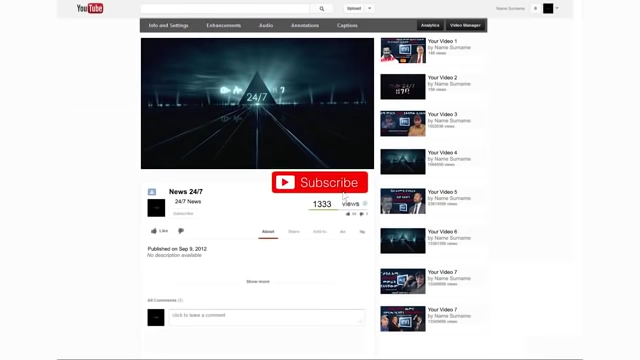 YouTube
Upload
Name Surname
0
Info and Settings
Enhancements
Audio
Annotations
Captions
Analytics
Video Manager
24/7
Subscribe
News 24/7
24/7 News
Subscribe
1333 views
Like
About
Share
Published on Sep 9, 2012
No description available
Show more
All Comments
click to leave a comment
Your Video 1
by Name Surname
Your Video 2
by Name Surname
Your Video 3
by Name Surname
Your Video 4
by Name Surname
Your Video 5
by Name Surname
Your Video 6
by Name Surname
Your Video 7
by Name Surname
Your Video 7
by Name Surname